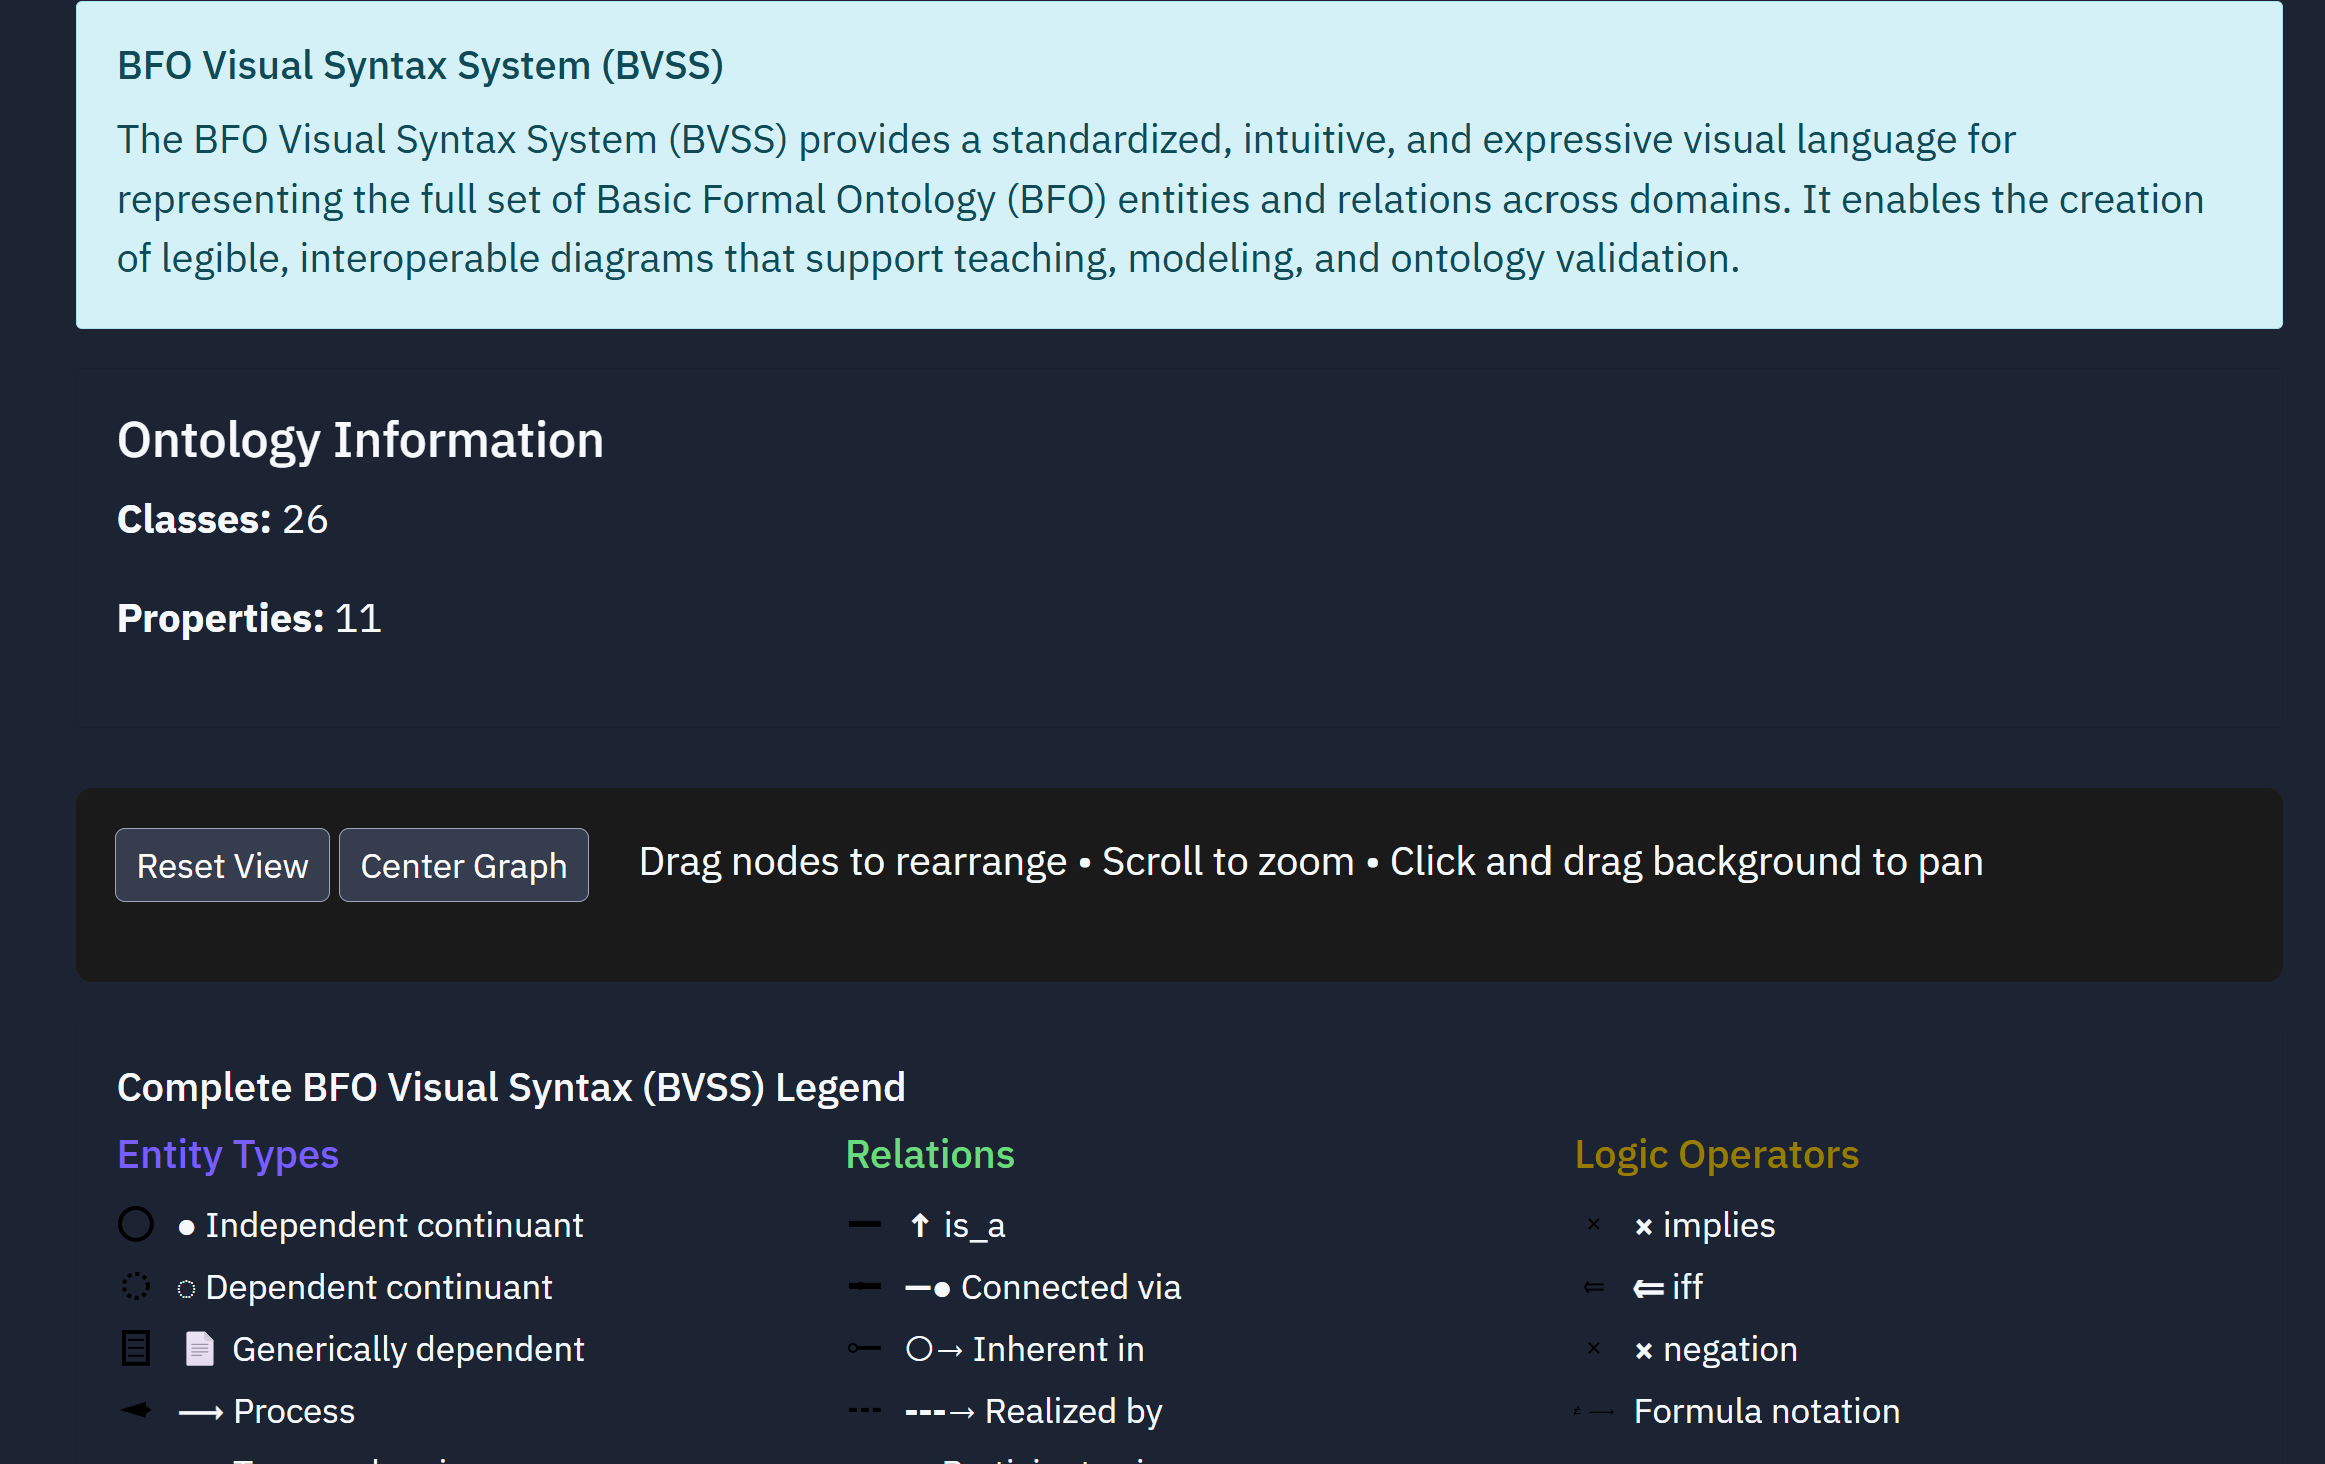 BFO Visual Syntax System (BVSS)
The BFO Visual Syntax System (BVSS) provides a standardized, intuitive, and expressive visual language for
representing the full set of Basic Formal Ontology (BFO) entities and relations across domains. It enables the creation
of legible, interoperable diagrams that support teaching, modeling, and ontology validation.
Ontology Information
Classes: 26
Properties: 11
Reset View
Center Graph
Drag nodes to rearrange • Scroll to zoom • Click and drag background to pan
Complete BFO Visual Syntax (BVSS) Legend
Entity Types
● Independent continuant
◌ Dependent continuant
📄 Generically dependent
⟶ Process
Relations
↑ is_a
—● Connected via
○→ Inherent in
---→ Realized by
Logic Operators
× × implies
⇐ ⇐ iff
× × negation
Formula notation